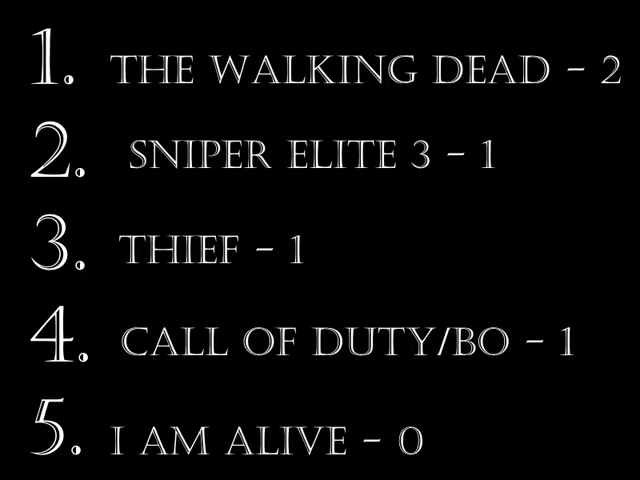 1. THE WALKING DEAD - 2
2. SNIPER ELITE 3 - 1
3. THIEF - 1
4. CALL OF DUTY/BO - 1
5. I AM ALIVE - 0